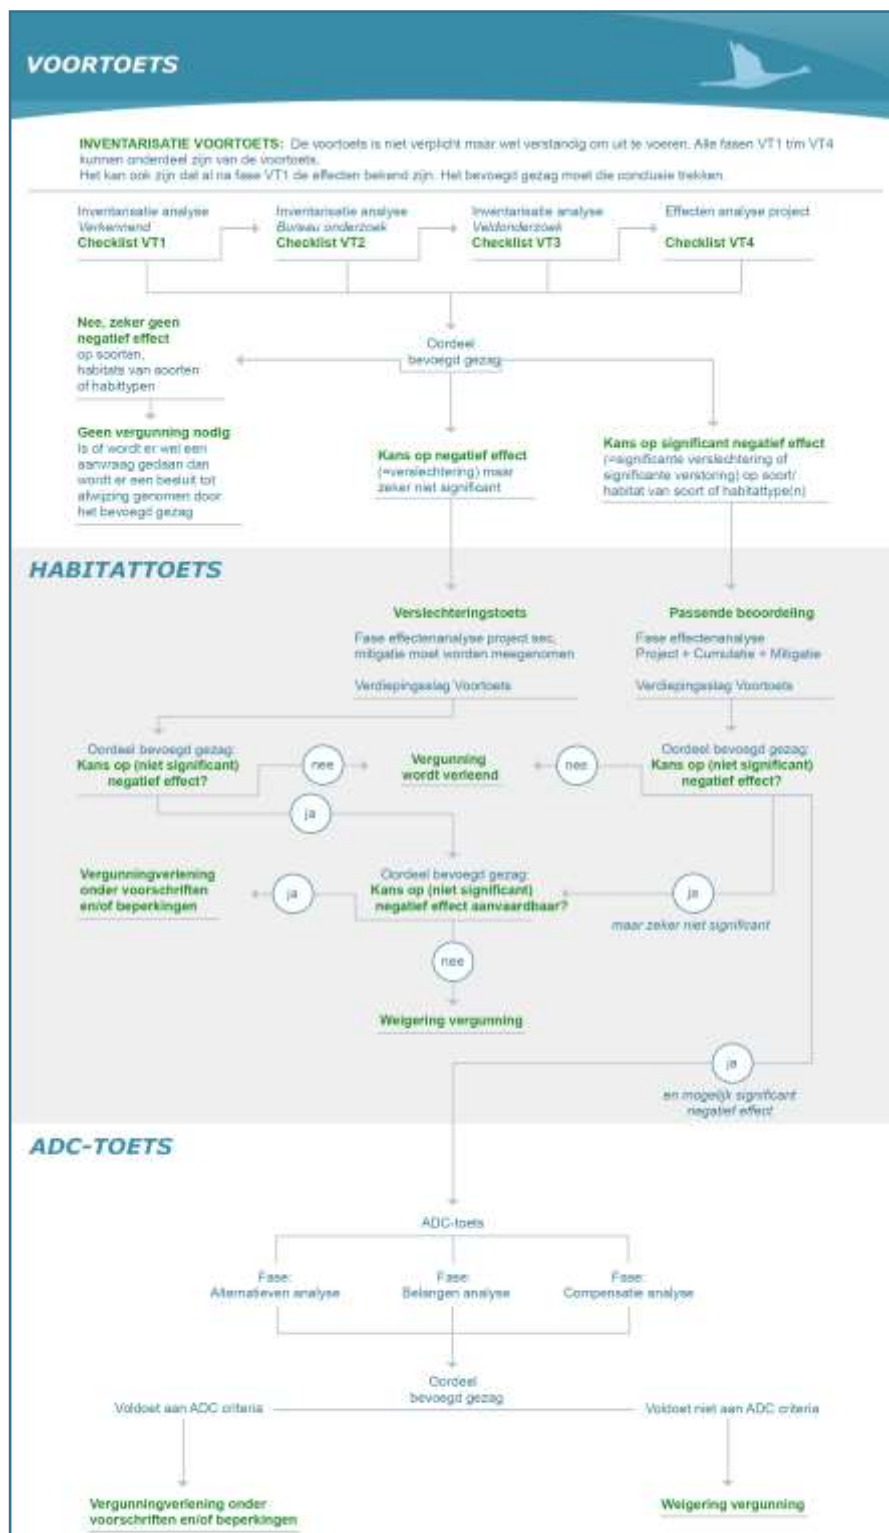 VOORTOETS
INVENTARISATIE VOORTOETS: De voortoets is niet verplicht maar wel verstandig om uit te voeren. Alle fasen VT1 t/m VT4
kunnen onderdeel zijn van de voortoets.
Het kan ook zijn dat al na fase VT1 de effecten bekend zijn. Het bevoegd gezag moet die conclusie trekken.
Inventarisatie analyse
Verkennend
Checklist VT1
Inventarisatie analyse
Bureau onderzoek
Checklist VT2
Inventarisatie analyse
Veldonderzoek
Checklist VT3
Effecten analyse project
Checklist VT4
Nee, zeker geen
negatief effect
op soorten,
habitats van soorten
of habittypen
Oordeel
bevoegd gezag
Geen vergunning nodig
Is of wordt er wel een
aanvraag gedaan dan
wordt er een besluit tot
afwijzing genomen door
het bevoegd gezag
Kans op negatief effect
(=verslechtering) maar
zeker niet significant
Kans op significant negatief effect
(=significante verslechtering of
significante verstoring) op soort/
habitat van soort of habitattype(n)
HABITATTOETS
Verslechteringstoets
Fase effectenanalyse project sec,
mitigatie moet worden meegenomen
Verdiepingsslag Voortoets
Passende beoordeling
Fase effectenanalyse
Project + Cumulatie + Mitigatie
Verdiepingsslag Voortoets
Oordeel bevoegd gezag:
Kans op (niet significant)
negatief effect?
nee
Vergunning
wordt verleend
nee
Oordeel bevoegd gezag:
Kans op (niet significant)
negatief effect?
ja
Vergunningverlening
onder voorschriften
en/of beperkingen
ja
Oordeel bevoegd gezag:
Kans op (niet significant)
negatief effect aanvaardbaar?
ja
maar zeker niet significant
nee
Weigering vergunning
ja
en mogelijk significant
negatief effect
ADC-TOETS
ADC-toets
Fase:
Alternatieven analyse
Fase:
Belangen analyse
Fase:
Compensatie analyse
Oordeel
bevoegd gezag
Voldoet aan ADC criteria
Voldoet niet aan ADC criteria
Vergunningverlening onder
voorschriften en/of beperkingen
Weigering vergunning